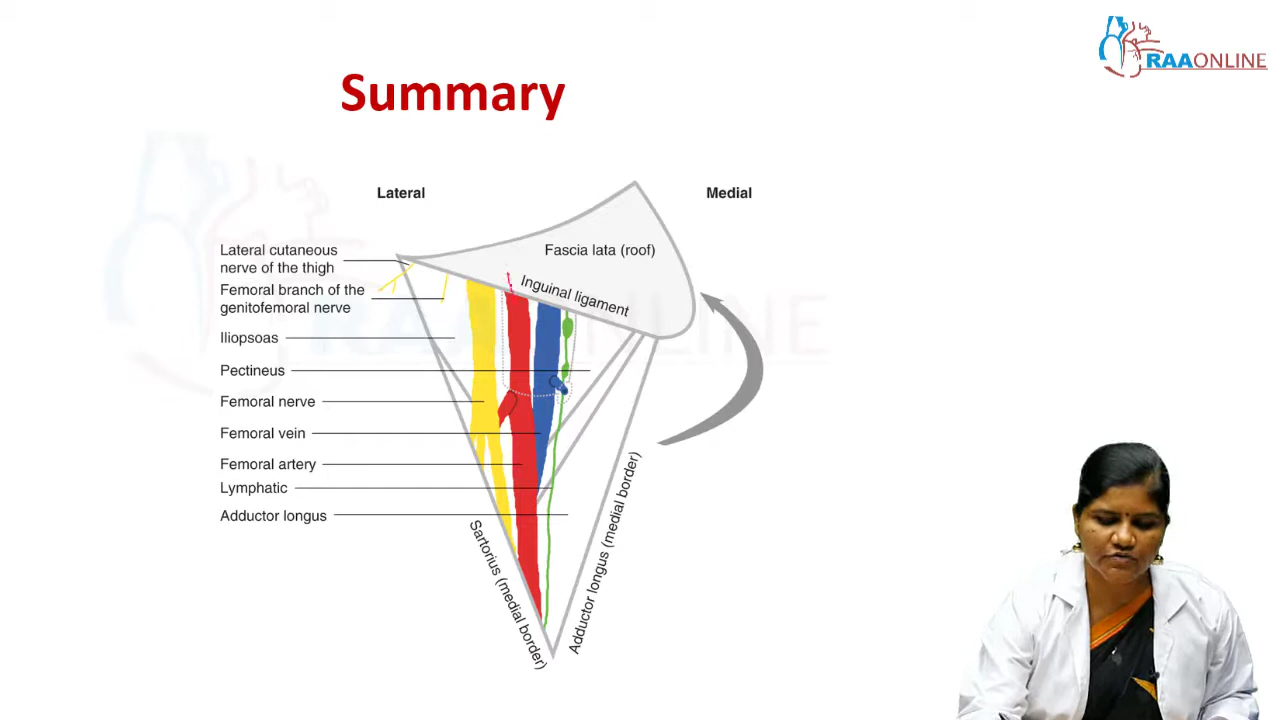 RAAONLINE
Summary
Lateral
Medial
Lateral cutaneous
nerve of the thigh
Femoral branch of the
genitofemoral nerve
Iliopsoas
Pectineus
Femoral nerve
Femoral vein
Femoral artery
Lymphatic
Adductor longus
Fascia lata (roof)
Inguinal ligament
Sartorius (medial border)
Adductor longus (medial border)
RAAONLINE